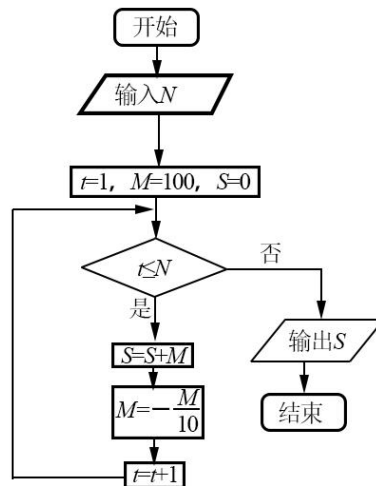 开始
输入N
t=1, M=100, S=0
t≤N
否
是
S=S+M
输出S
M=-M/10
结束
t=t+1